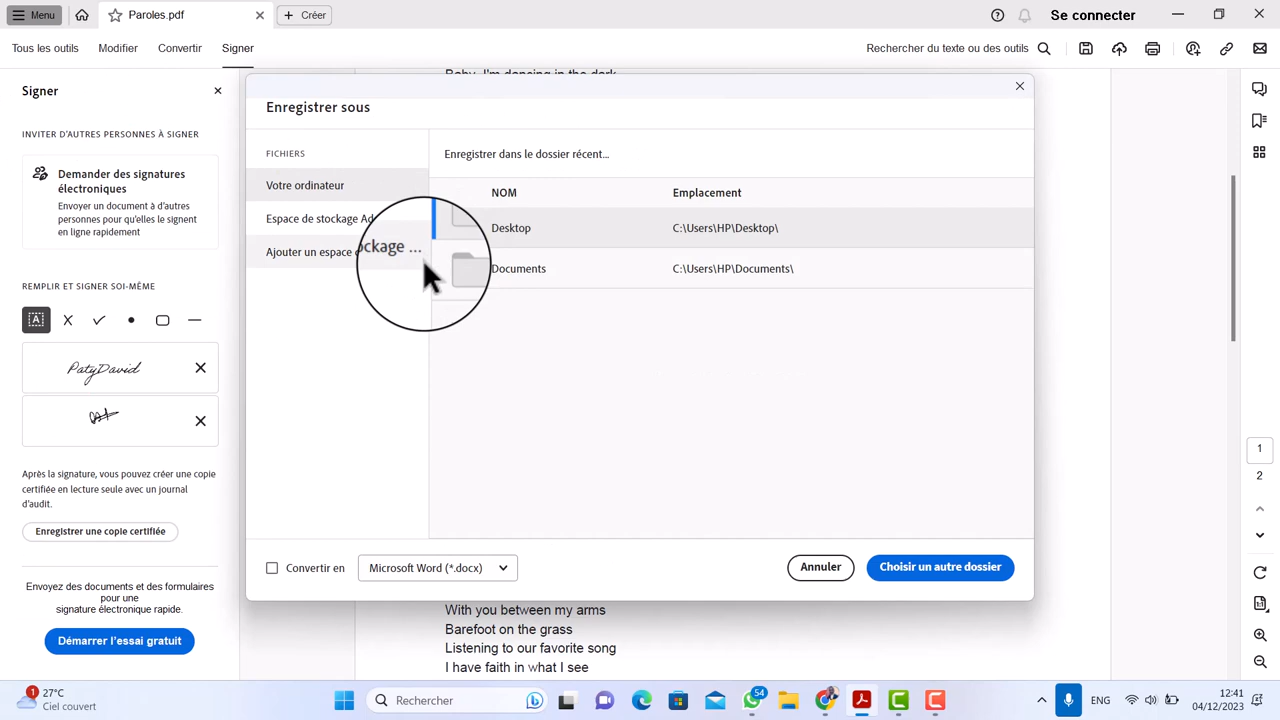 Menu
Paroles.pdf
Créer
Se connecter
Tous les outils
Modifier
Convertir
Signer
Rechercher du texte ou des outils
Signer
INVITER D'AUTRES PERSONNES À SIGNER
Demander des signatures
électroniques
Envoyer un document à d'autres
personnes pour qu'elles le signent
en ligne rapidement
REMPLIR ET SIGNER SOI-MÊME
PatyDavid
Après la signature, vous pouvez créer une copie
certifiée en lecture seule avec un journal
d'audit.
Enregistrer une copie certifiée
Envoyez des documents et des formulaires
pour une
signature électronique rapide.
Démarrer l'essai gratuit
Baby, I'm dancing in the dark
Enregistrer sous
FICHIERS
Votre ordinateur
Espace de stockage Ad
Ajouter un espace
ockage ...
Enregistrer dans le dossier récent...
NOM
Emplacement
Desktop
C:\Users\HP\Desktop\
Documents
C:\Users\HP\Documents\
Convertir en
Microsoft Word (*.docx)
Annuler
Choisir un autre dossier
With you between my arms
Barefoot on the grass
Listening to our favorite song
I have faith in what I see
1
2
1
27°C
Ciel couvert
Rechercher
54
ENG
12:41
04/12/2023